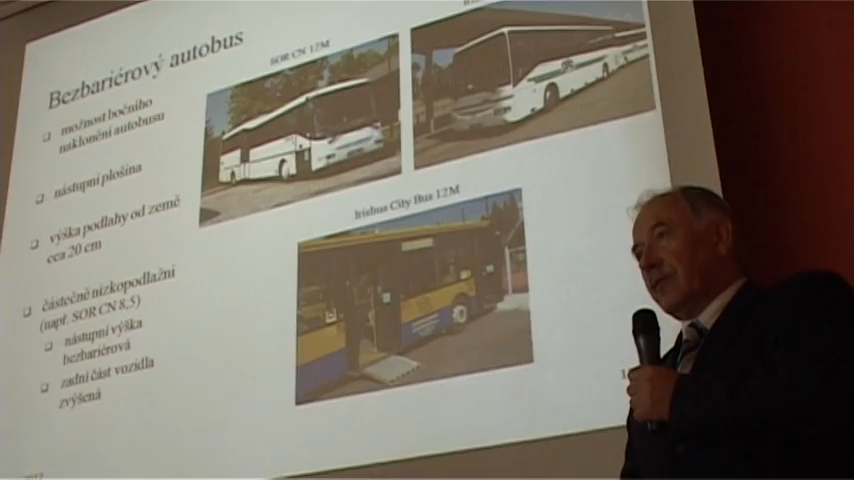 Bezbariérový autobus
možnost bočního
naklonění autobusu
nástupní plošina
výška podlahy od země
cca 20 cm
částečně nízkopodlažní
(např. SOR CN 8,5)
nástupní výška
bezbariérová
zadní část vozidla
zvýšená
SOR CN 12M
Irisbus City Bus 12M